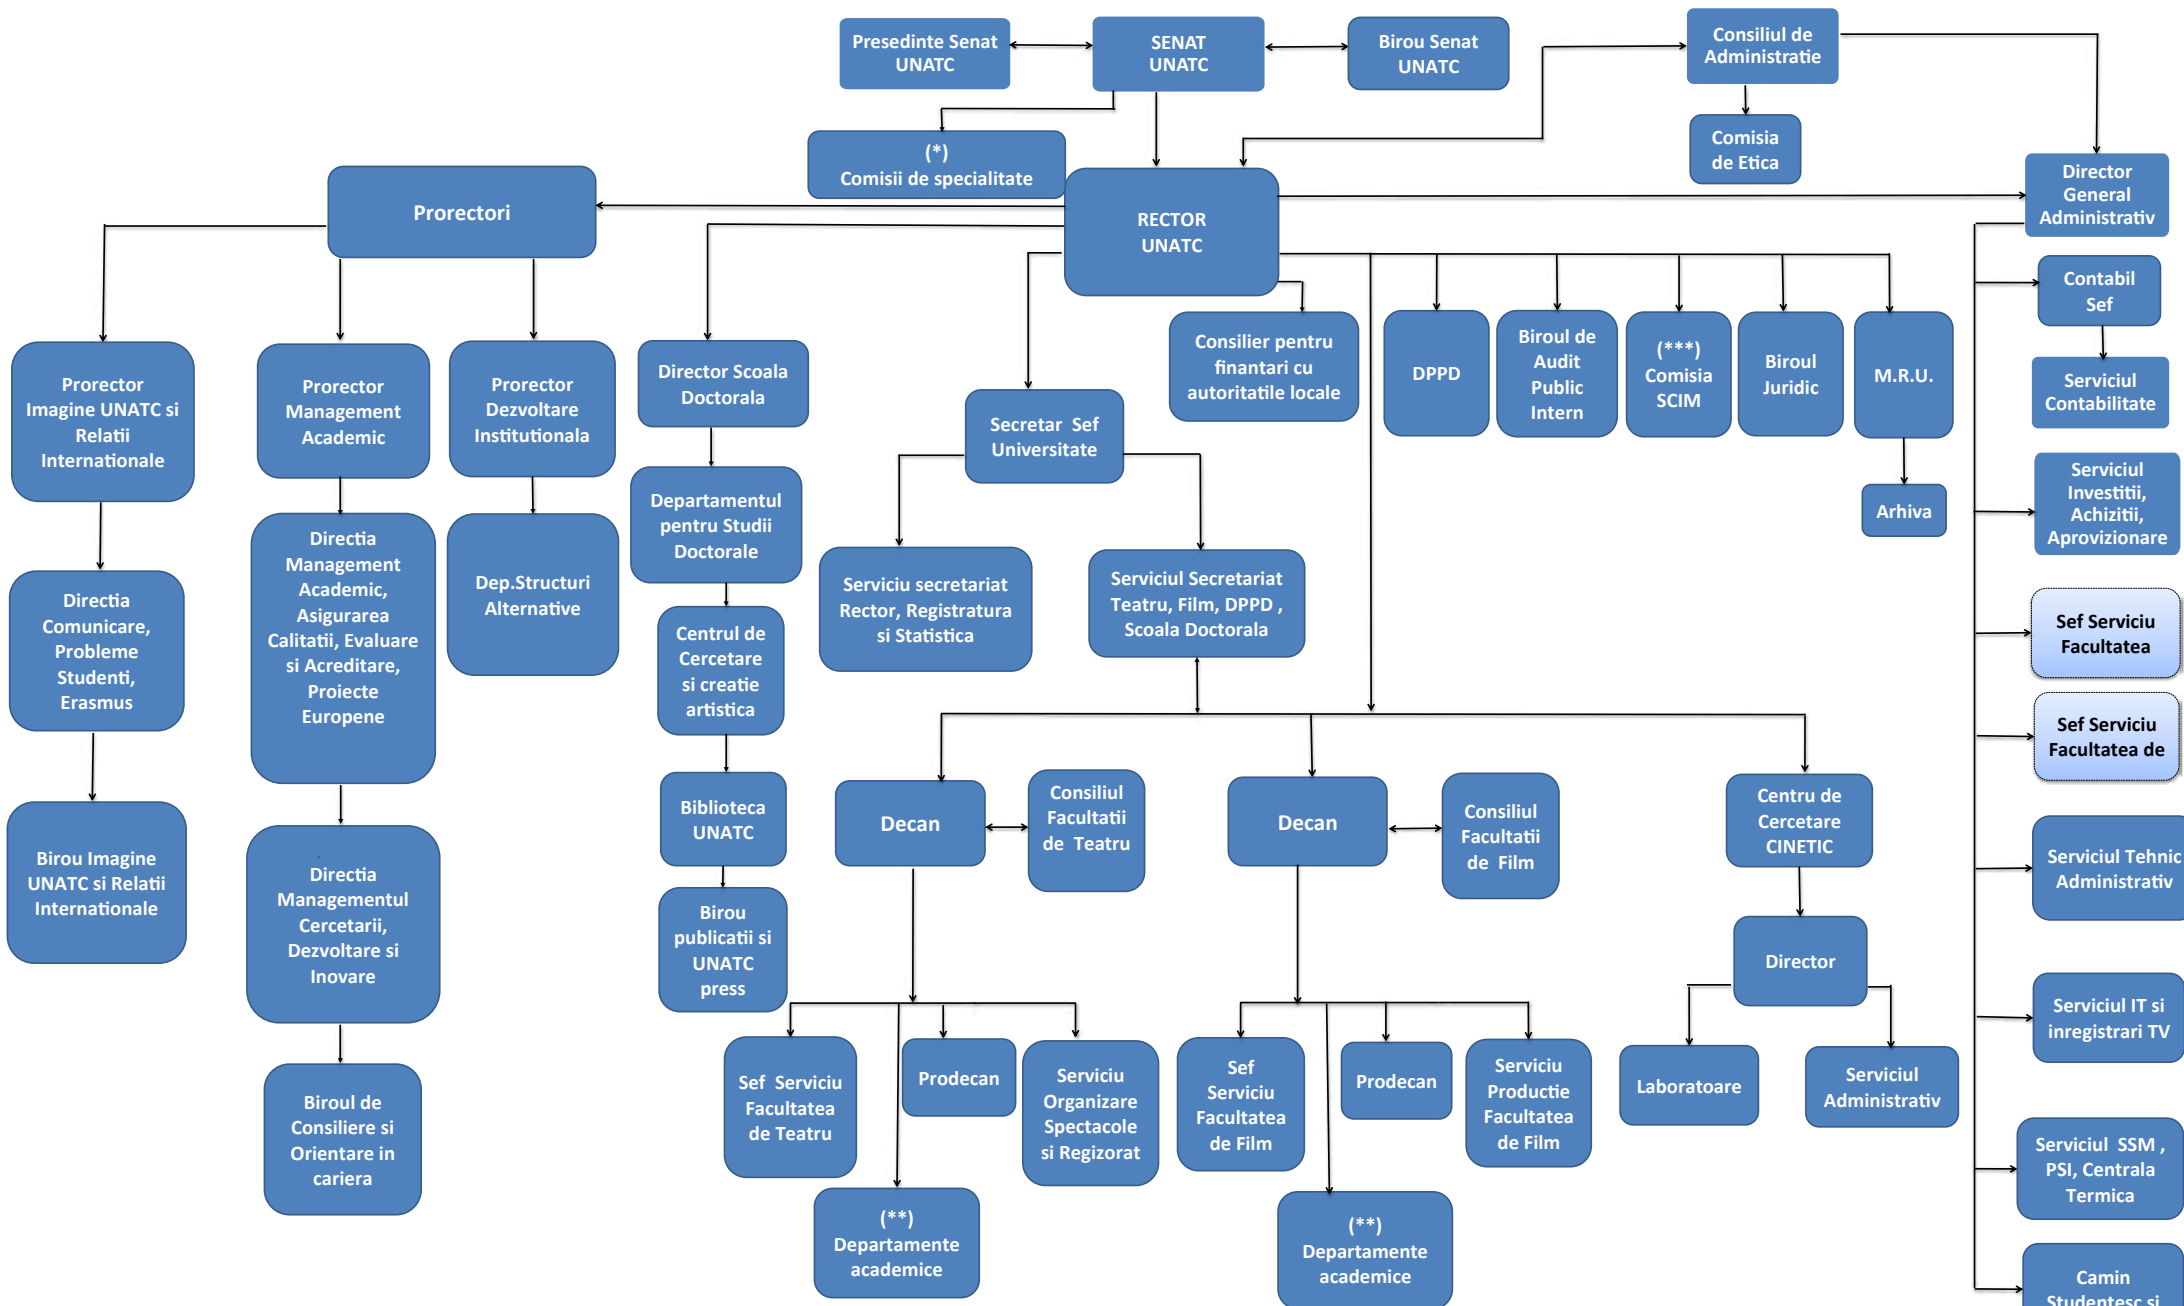 Presedinte Senat
UNATC
SENAT
UNATC
Birou Senat
UNATC
Consiliul de
Administratie
(*)
Comisii de specialitate
Comisia
de Etica
Director
General
Administrativ
Prorectori
RECTOR
UNATC
Contabil
Sef
Serviciul
Contabilitate
Prorector
Imagine UNATC si
Relatii
Internationale
Prorector
Management
Academic
Prorector
Dezvoltare
Institutionala
Director Scoala
Doctorala
Consilier pentru
finantari cu
autoritatile locale
DPPD
Biroul de
Audit
Public
Intern
(***)
Comisia
SCIM
Biroul
Juridic
M.R.U.
Secretar  Sef
Universitate
Departamentul
pentru Studii
Doctorale
Arhiva
Serviciul
Investitii,
Achizitii,
Aprovizionare
Directia
Comunicare,
Probleme
Studenti,
Erasmus
Directia
Management
Academic,
Asigurarea
Calitatii, Evaluare
si Acreditare,
Proiecte
Europene
Dep.Structuri
Alternative
Centrul de
Cercetare
si creatie
artistica
Serviciu secretariat
Rector, Registratura
si Statistica
Serviciul Secretariat
Teatru, Film, DPPD ,
Scoala Doctorala
Sef Serviciu
Facultatea
Sef Serviciu
Facultatea de
Birou Imagine
UNATC si Relatii
Internationale
Directia
Managementul
Cercetarii,
Dezvoltare si
Inovare
Biblioteca
UNATC
Decan
Consiliul
Facultatii
de  Teatru
Decan
Consiliul
Facultatii
de  Film
Centru de
Cercetare
CINETIC
Serviciul Tehnic
Administrativ
Birou
publicatii si
UNATC
press
Director
Serviciul IT si
inregistrari TV
Biroul de
Consiliere si
Orientare in
cariera
Sef  Serviciu
Facultatea
de Teatru
Prodecan
Serviciu
Organizare
Spectacole
si Regizorat
Sef
Serviciu
Facultatea
de Film
Prodecan
Serviciu
Productie
Facultatea
de Film
Laboratoare
Serviciul
Administrativ
Serviciul  SSM ,
PSI, Centrala
Termica
(**)
Departamente
academice
(**)
Departamente
academice
Camin
Studentesc si